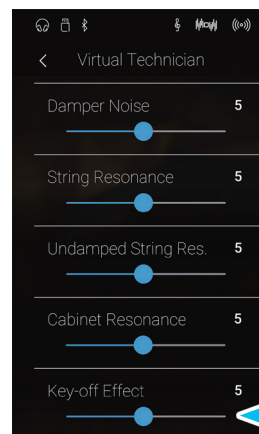 Virtual Technician
Damper Noise 5
String Resonance 5
Undamped String Res. 5
Cabinet Resonance 5
Key-off Effect 5